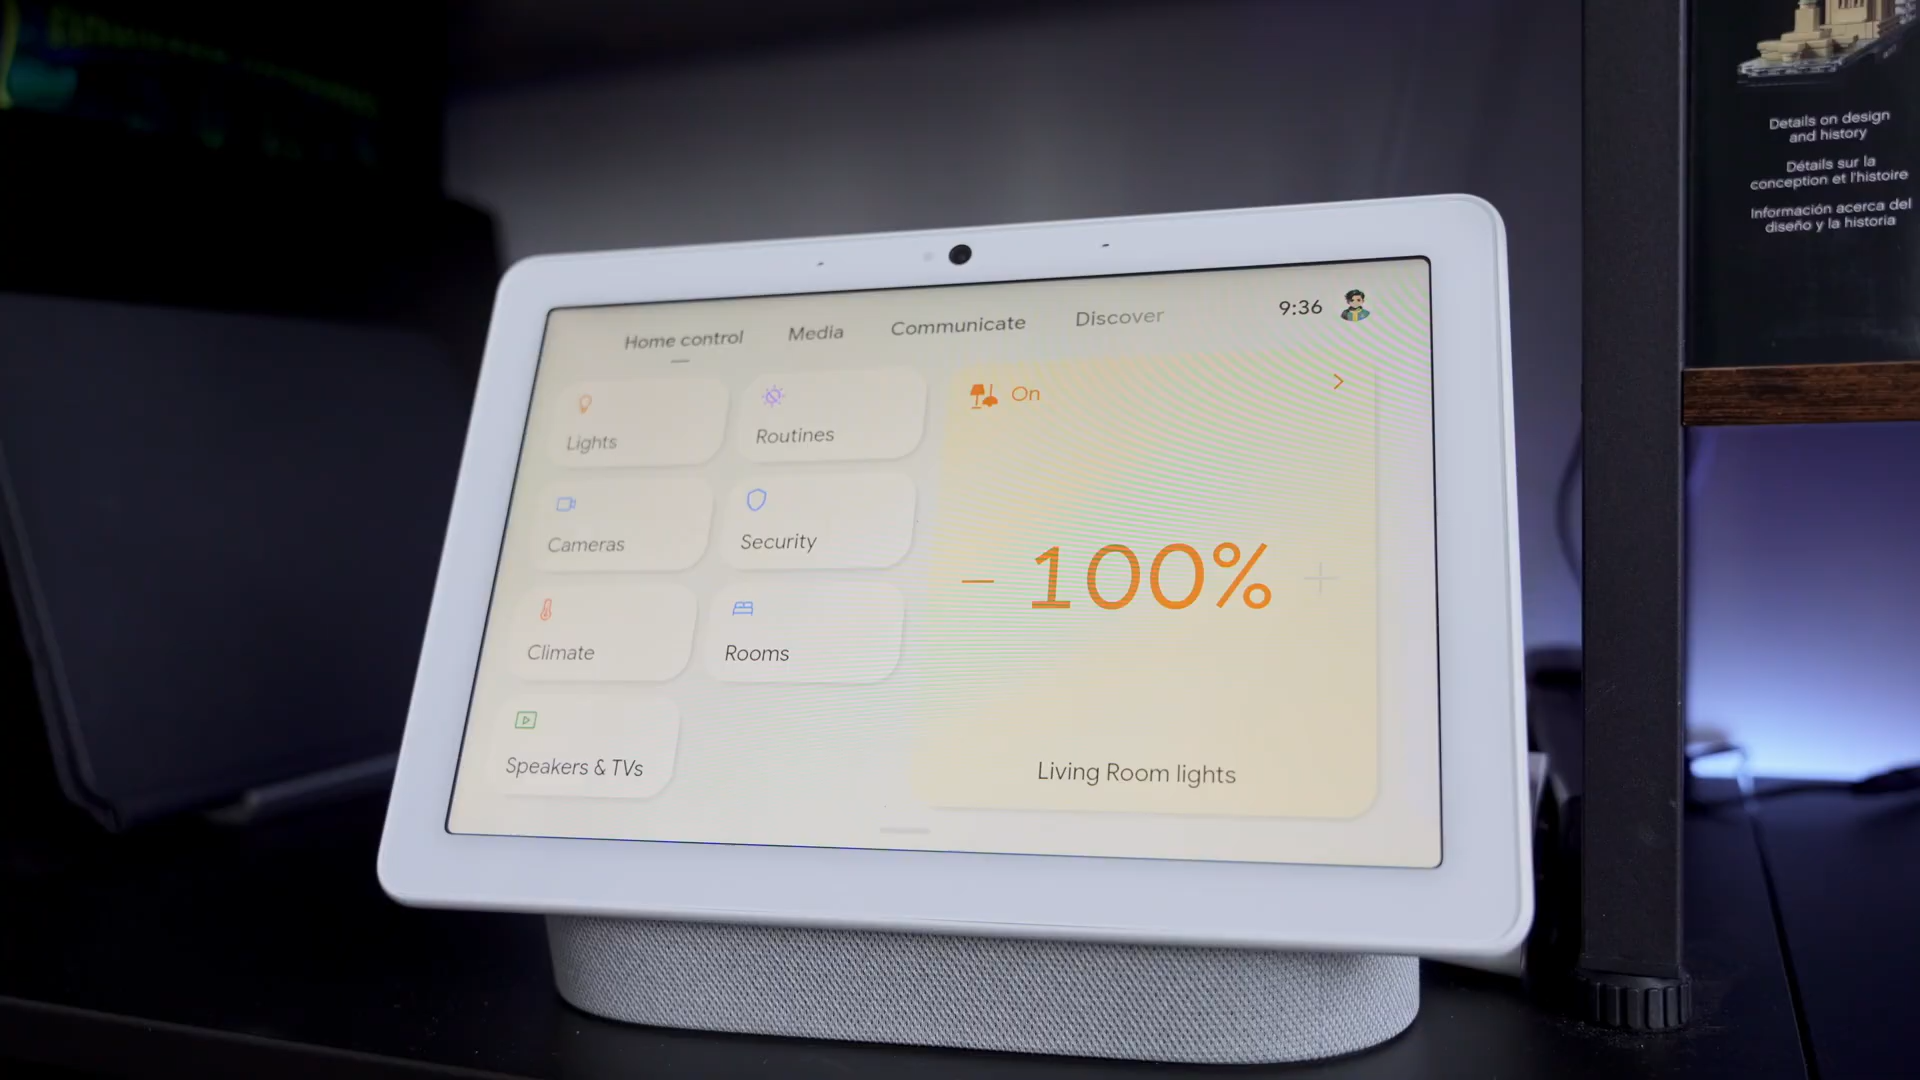 Home control
Media
Communicate
Discover
9:36
Lights
Routines
Cameras
Security
Climate
Rooms
Speakers & TVs
On
— 100% +
Living Room lights
Details on design
and history
Détails sur la
conception et l'histoire
Información acerca del
diseño y la historia